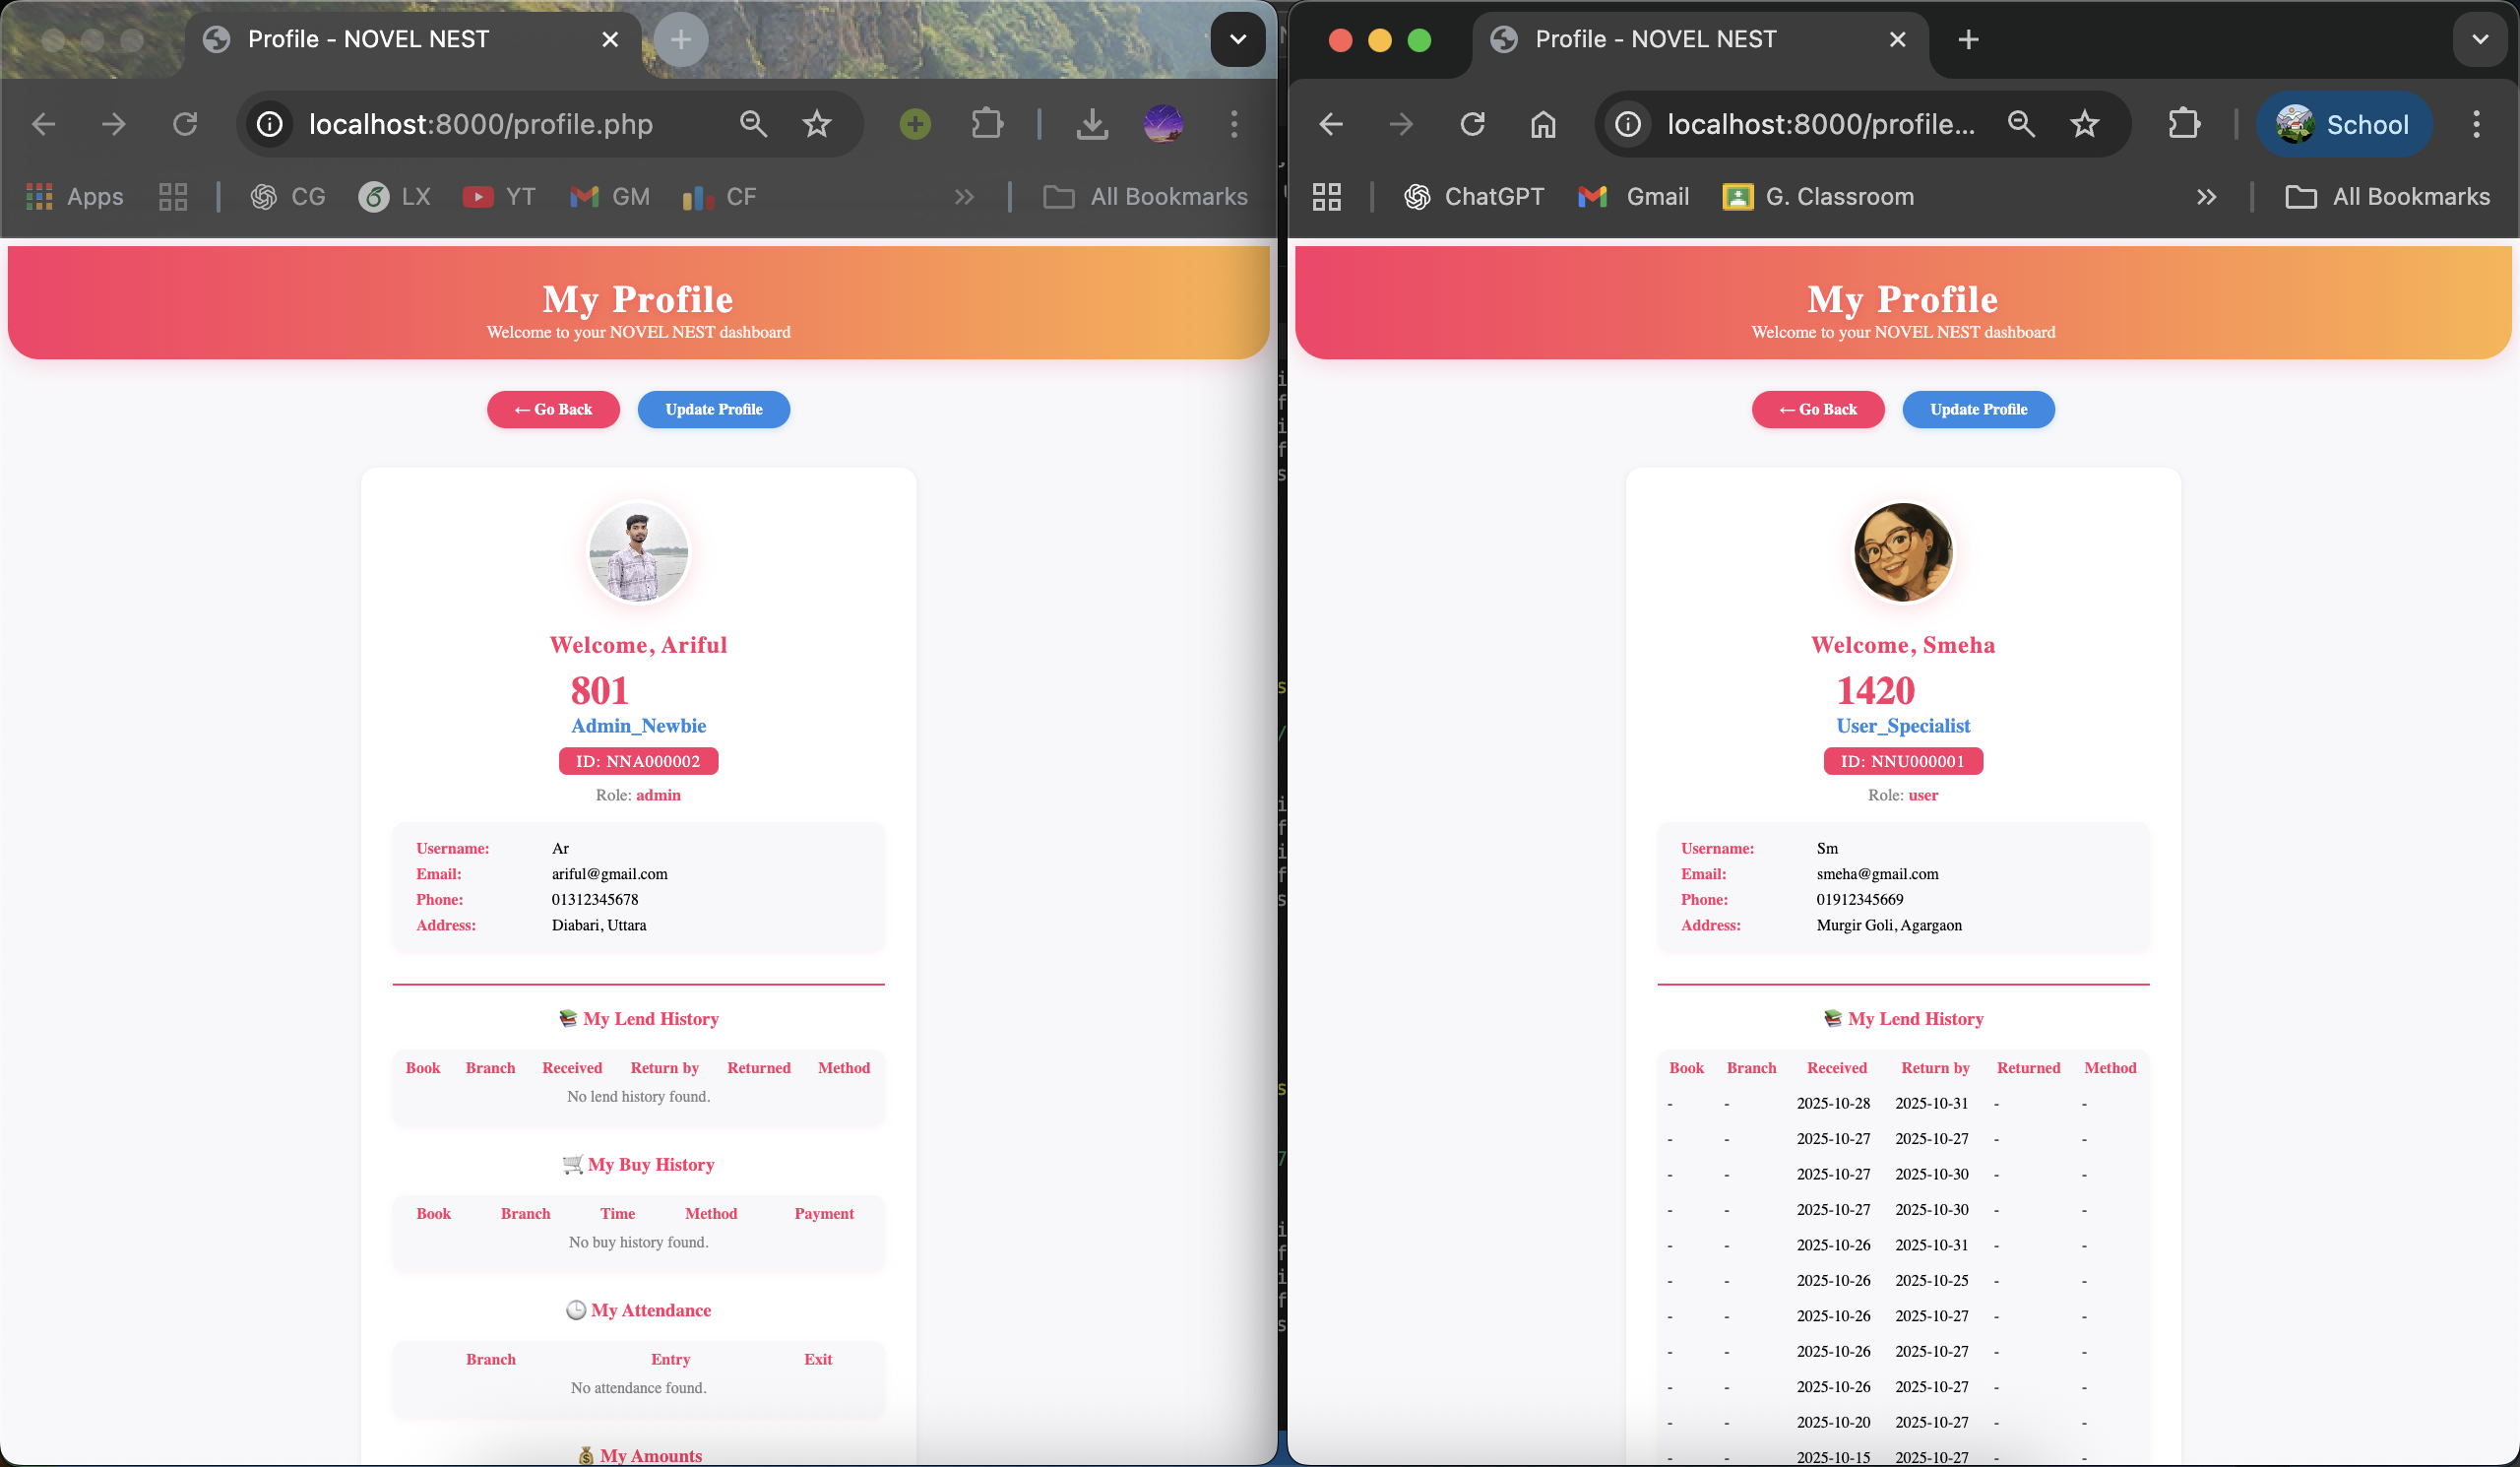 Profile - NOVEL NEST
localhost:8000/profile.php
Apps CG LX YT GM CF All Bookmarks
My Profile
Welcome to your NOVEL NEST dashboard
← Go Back Update Profile
Welcome, Ariful
801
Admin_Newbie
ID: NNA000002
Role: admin
Username: Ar
Email: ariful@gmail.com
Phone: 01312345678
Address: Diabari, Uttara
My Lend History
Book Branch Received Return by Returned Method
No lend history found.
My Buy History
Book Branch Time Method Payment
No buy history found.
My Attendance
Branch Entry Exit
No attendance found.
My Amounts
Profile - NOVEL NEST
localhost:8000/profile...
School
ChatGPT Gmail G. Classroom All Bookmarks
My Profile
Welcome to your NOVEL NEST dashboard
← Go Back Update Profile
Welcome, Smeha
1420
User_Specialist
ID: NNU000001
Role: user
Username: Sm
Email: smeha@gmail.com
Phone: 01912345669
Address: Murgir Goli, Agargaon
My Lend History
Book Branch Received Return by Returned Method
- - 2025-10-28 2025-10-31 - -
- - 2025-10-27 2025-10-27 - -
- - 2025-10-27 2025-10-30 - -
- - 2025-10-27 2025-10-30 - -
- - 2025-10-26 2025-10-31 - -
- - 2025-10-26 2025-10-25 - -
- - 2025-10-26 2025-10-27 - -
- - 2025-10-26 2025-10-27 - -
- - 2025-10-26 2025-10-27 - -
- - 2025-10-20 2025-10-27 - -
- - 2025-10-15 2025-10-27 - -